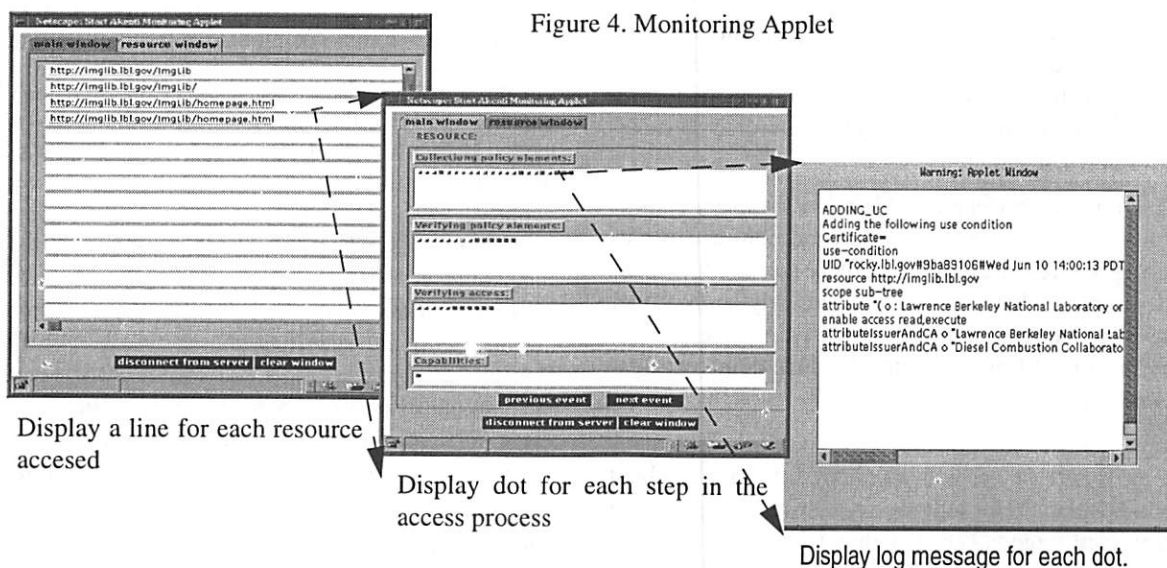 Figure 4. Monitoring Applet
Netscape: Start Akenti Monitoring Applet
main window resource window
http://imglib.lbl.gov/ImgLib
http://imglib.lbl.gov/ImgLib/
http://imglib.lbl.gov/ImgLib/homepage.html
http://imglib.lbl.gov/ImgLib/homepage.html
disconnect from server clear window
Display a line for each resource
accesed
Netscape: Start Akenti Monitoring Applet
main window resource window
RESOURCE:
Collectiong policy elements:
Verifying policy elements:
Verifying access:
Capabilities:
previous event next event
disconnect from server clear window
Display dot for each step in the
access process
Warning: Applet Window
ADDING_UC
Adding the following use condition
Certificate=
use-condition
UID "rocky.lbl.gov#9ba89106#Wed Jun 10 14:00:13 PDT
resource http://imglib.lbl.gov
scope sub-tree
attribute "( o : Lawrence Berkeley National Laboratory or
enable access read,execute
attributeIssuerAndCA o "Lawrence Berkeley National Lab
attributeIssuerAndCA o "Diesel Combustion Collaborato
Display log message for each dot.